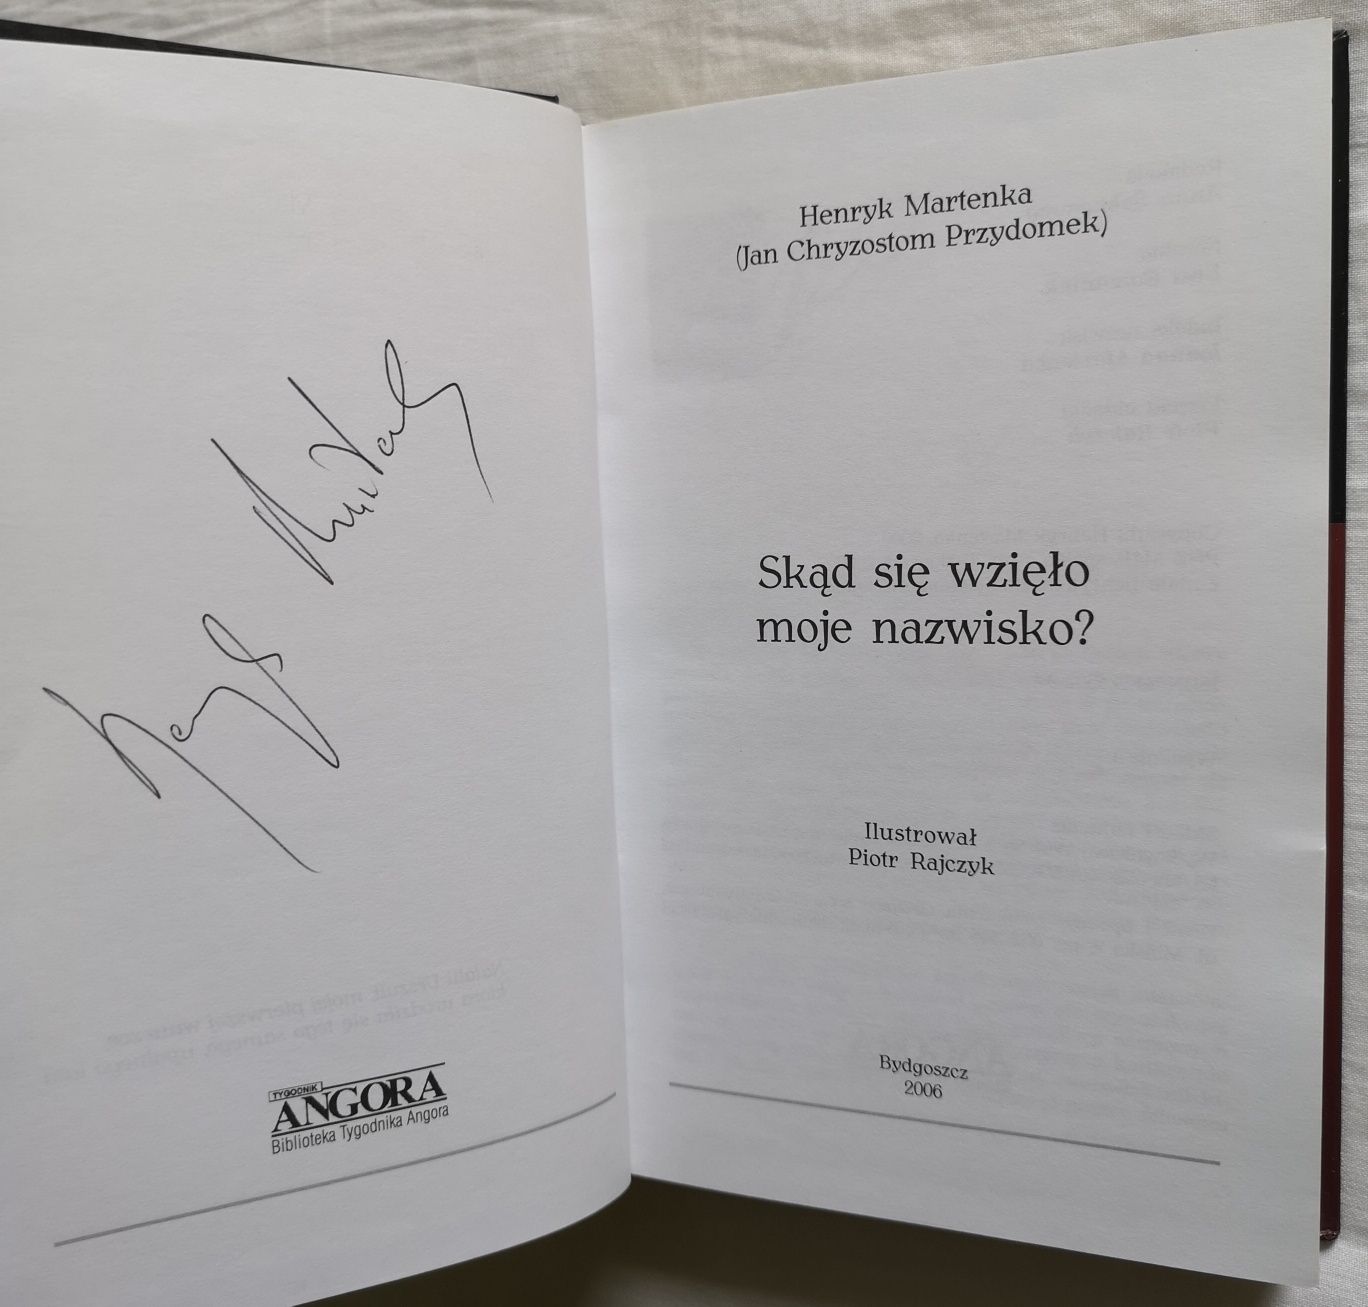 TYGODNIK
ANGORA
Biblioteka Tygodnika Angora
Henryk Martenka
(Jan Chryzostom Przydomek)
Skąd się wzięło
moje nazwisko?
Ilustrował
Piotr Rajczyk
Bydgoszcz
2006